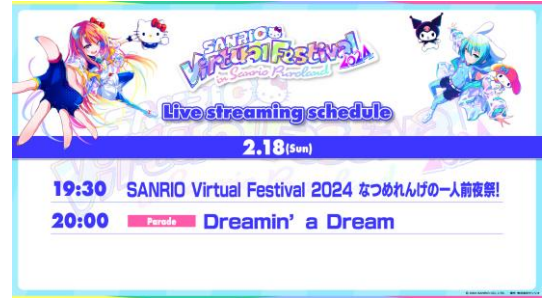 SANRIO
Virtual Festival 2024
in Sanrio Puroland
Live streaming schedule
2.18(Sun)
19:30 SANRIO Virtual Festival 2024 なつめれんげの一人前夜祭!
20:00 Parade Dreamin' a Dream